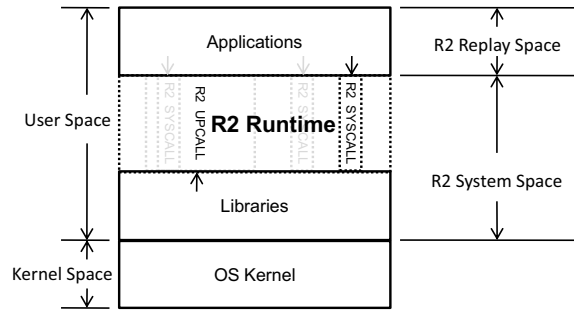 Applications
R2 Replay Space
User Space
R2 SYSCALL
R2 UPCALL
R2 Runtime
R2 SYSCALL
R2 SYSCALL
R2 System Space
Libraries
Kernel Space
OS Kernel